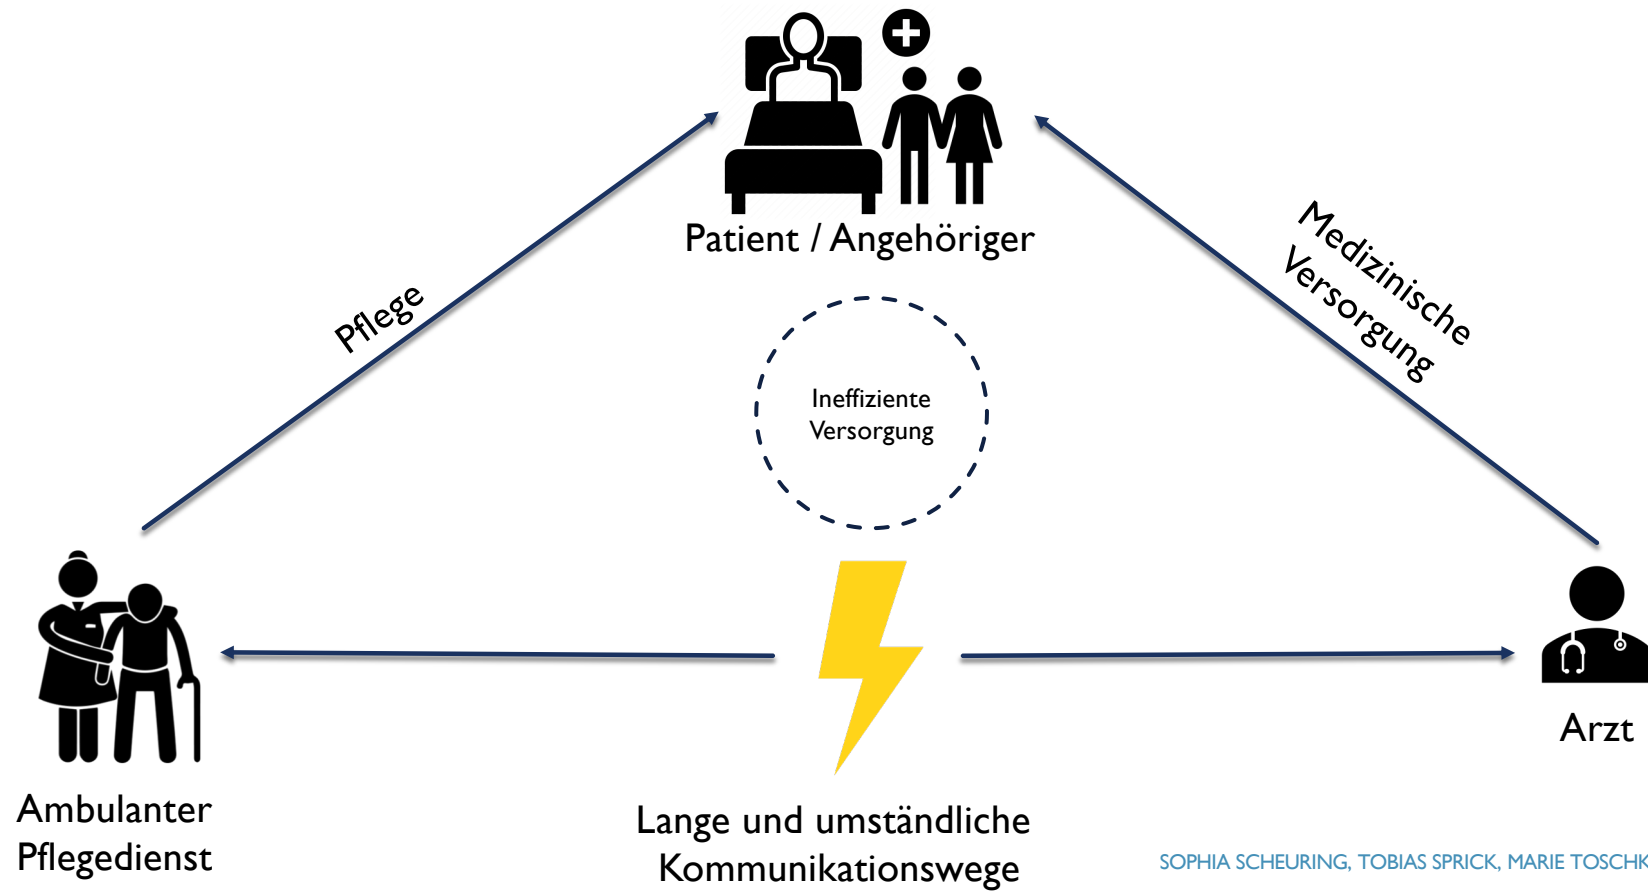 Patient / Angehöriger
Pflege
Medizinische
Versorgung
Ineffiziente
Versorgung
Arzt
Ambulanter
Pflegedienst
Lange und umständliche
Kommunikationswege
SOPHIA SCHEURING, TOBIAS SPRICK, MARIE TOSCHK